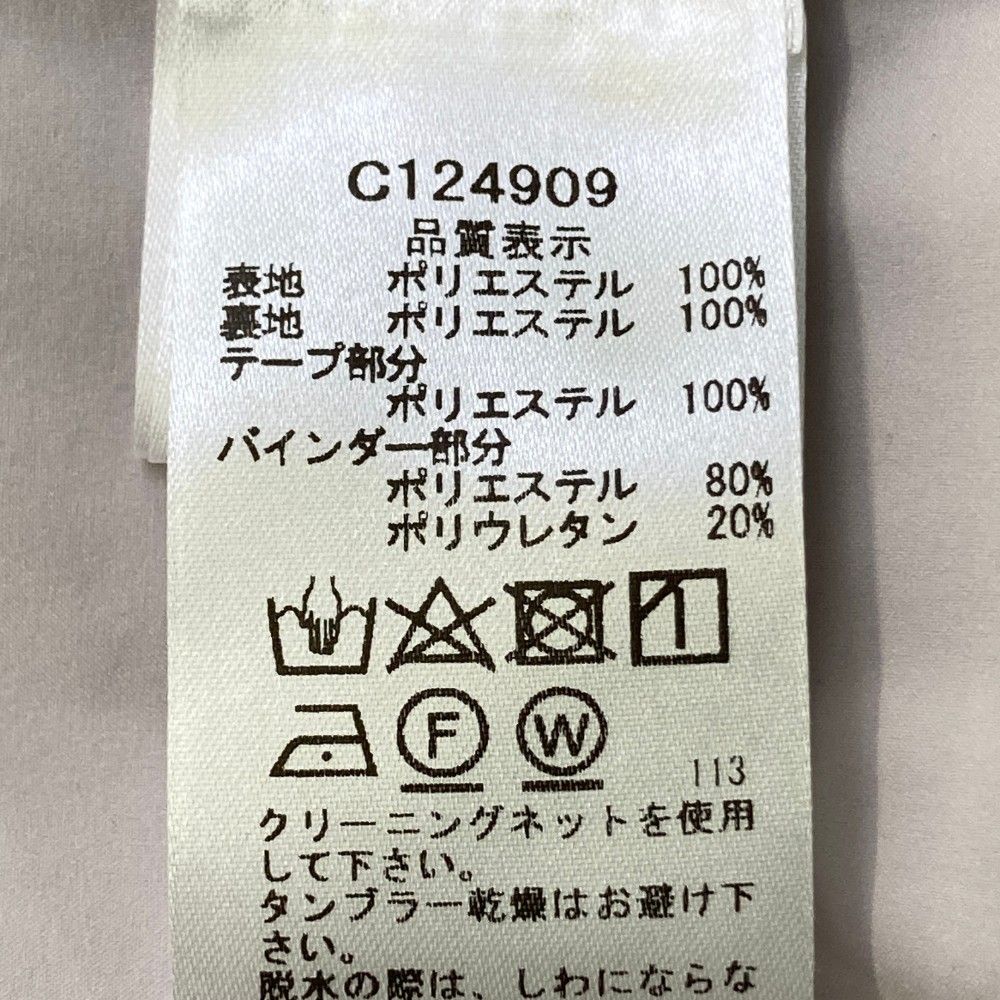 C124909
品質表示
表地 ポリエステル 100%
裏地 ポリエステル 100%
テープ部分
ポリエステル 100%
バインダー部分
ポリエステル 80%
ポリウレタン 20%
F W
113
クリーニングネットを使用
して下さい。
タンブラー乾燥はお避け下
さい。
脱水の際は、しわにならな